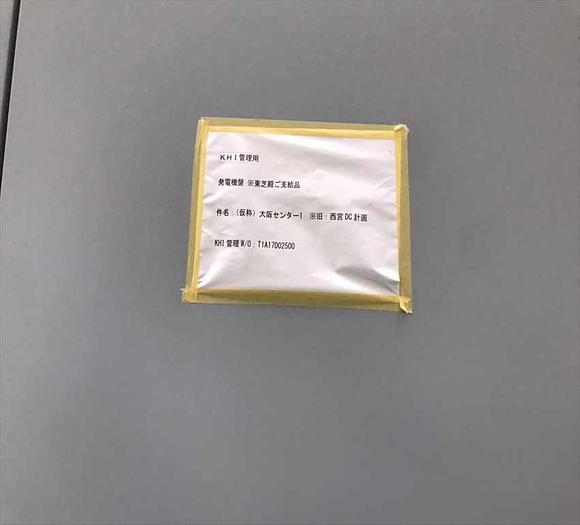 KHI管理用
発電機盤 ※東芝殿ご支給品
件名：(仮称) 大阪センター1 ※旧：西宮DC計画
KHI管理W/O：T1A17D02500